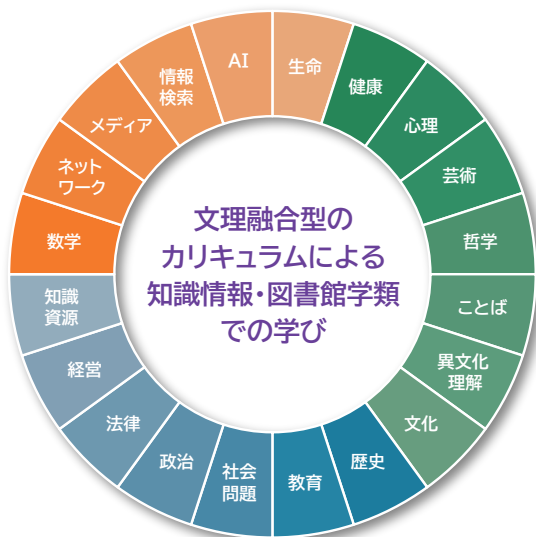 文理融合型の
カリキュラムによる
知識情報・図書館学類
での学び
生命
健康
心理
芸術
哲学
ことば
異文化
理解
文化
歴史
教育
社会
問題
政治
法律
経営
知識
資源
数学
ネット
ワーク
メディア
情報
検索
AI